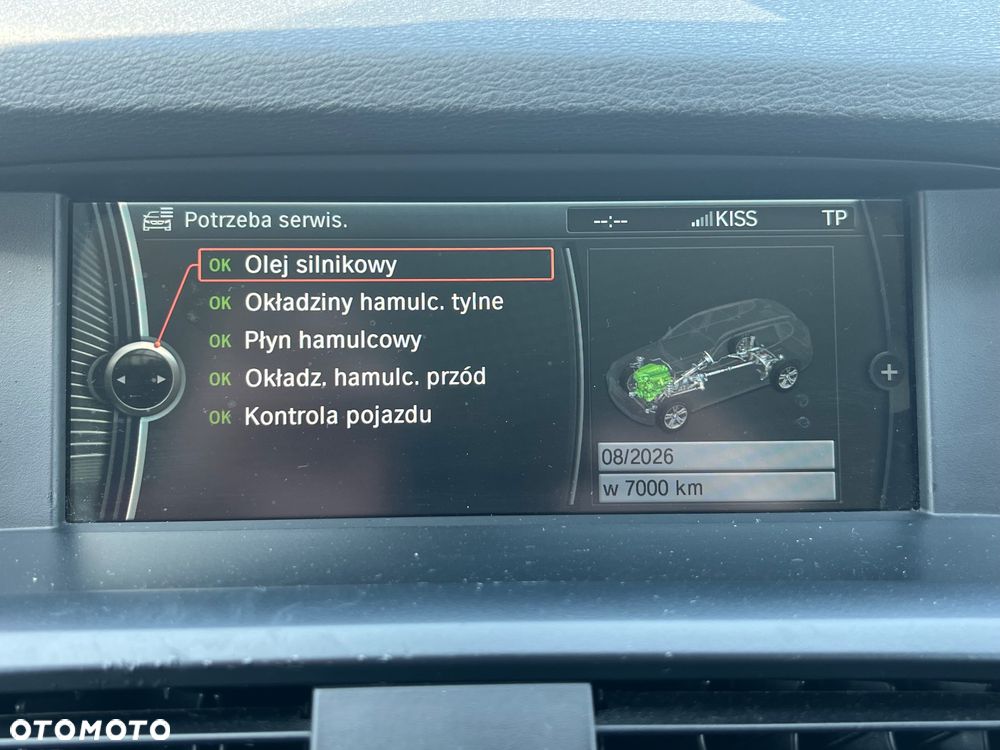 Potrzeba serwis.
--:-- KISS TP
OK Olej silnikowy
OK Okładziny hamulc. tylne
OK Płyn hamulcowy
OK Okładz. hamulc. przód
OK Kontrola pojazdu
+
08/2026
w 7000 km
OTOMOTO